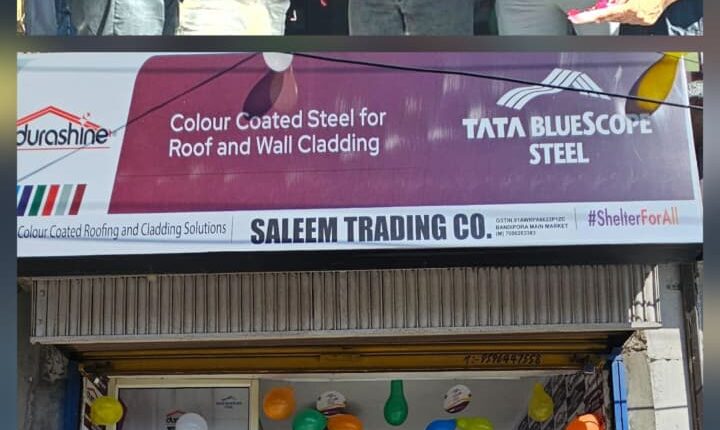 durashine
Colour Coated Steel for
Roof and Wall Cladding
TATA BLUESCOPE
STEEL
Colour Coated Roofing and Cladding Solutions
SALEEM TRADING CO.
BANDIPORA MAIN MARKET
#ShelterForAll